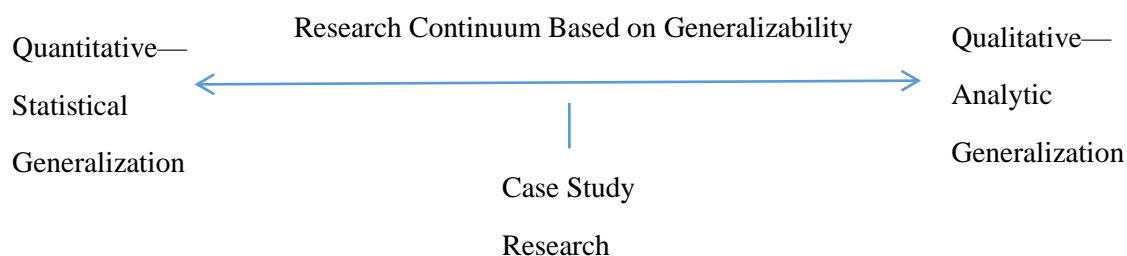 Research Continuum Based on Generalizability
Quantitative—
Statistical
Generalization
Qualitative—
Analytic
Generalization
Case Study
Research